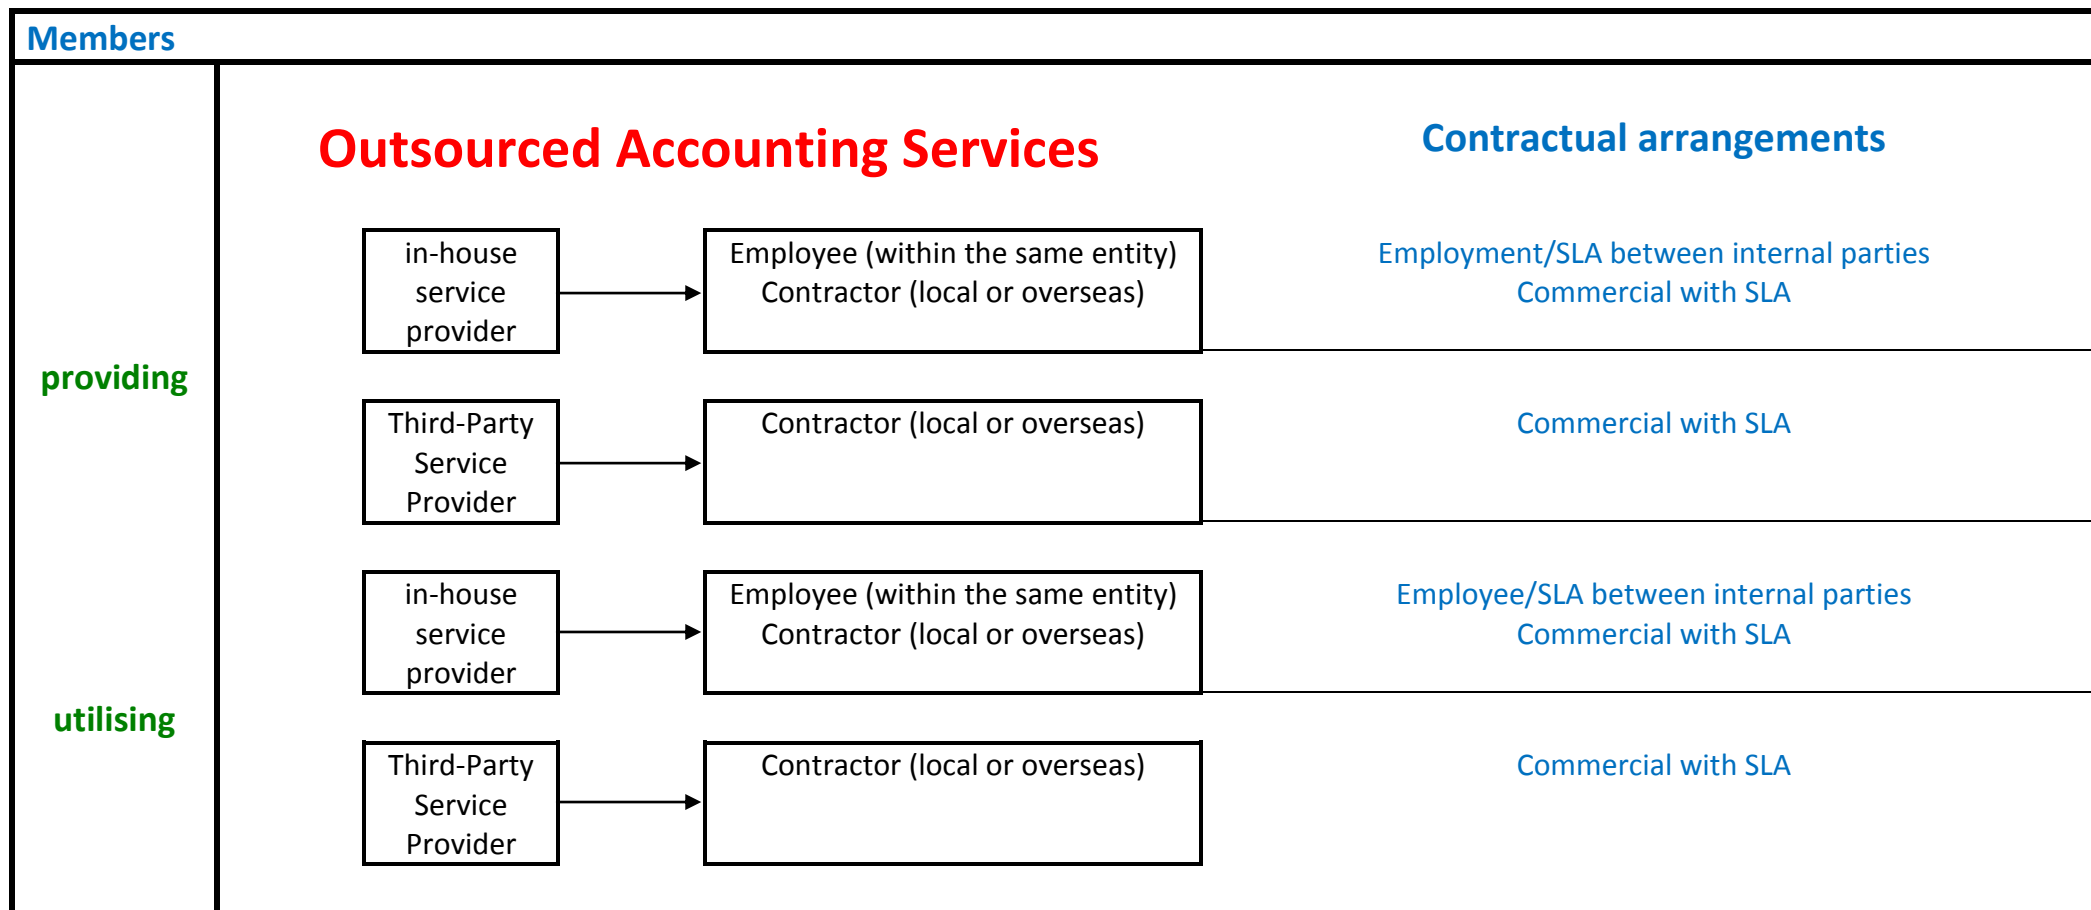 Members
Outsourced Accounting Services
Contractual arrangements
providing
in-house
service
provider
Employee (within the same entity)
Contractor (local or overseas)
Employment/SLA between internal parties
Commercial with SLA
Third-Party
Service
Provider
Contractor (local or overseas)
Commercial with SLA
utilising
in-house
service
provider
Employee (within the same entity)
Contractor (local or overseas)
Employee/SLA between internal parties
Commercial with SLA
Third-Party
Service
Provider
Contractor (local or overseas)
Commercial with SLA